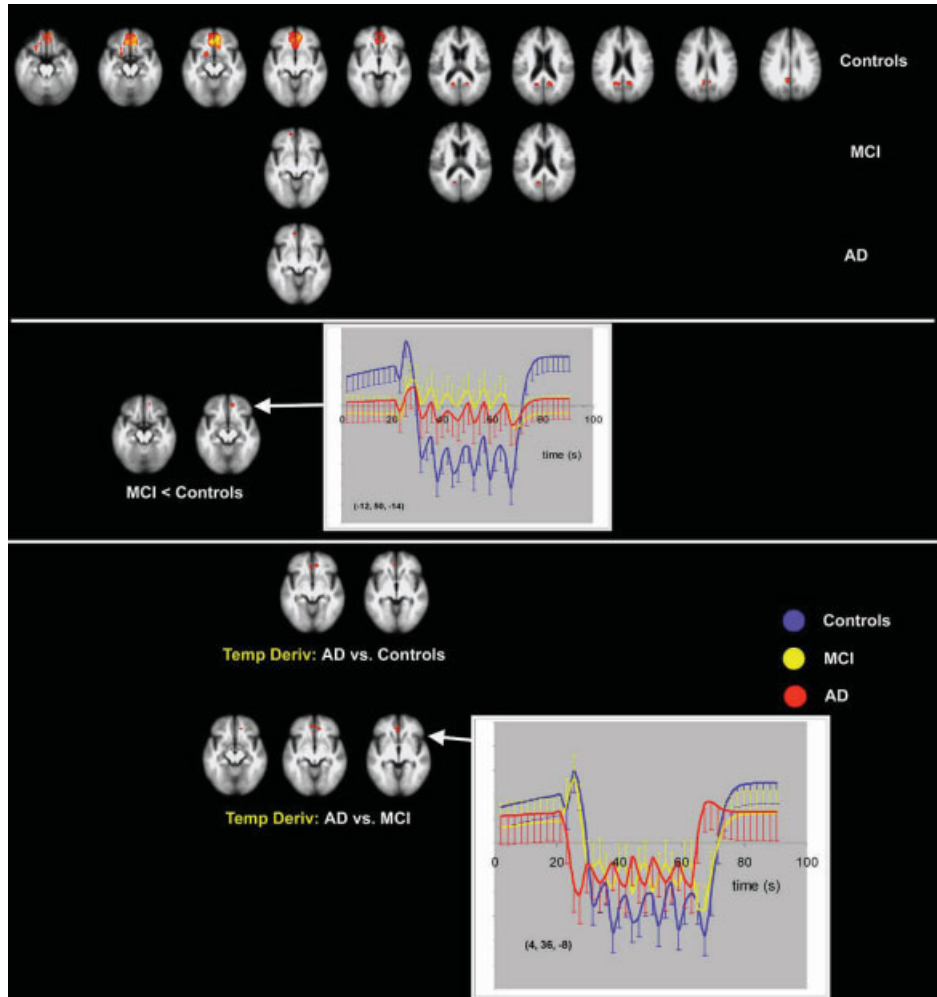 Controls
MCI
AD
0 20 40 60 80 100
time (s)
(-12, 50, -14)
MCI < Controls
Temp Deriv: AD vs. Controls
Controls
MCI
AD
Temp Deriv: AD vs. MCI
0 20 40 60 80 100
time (s)
(4, 36, -8)